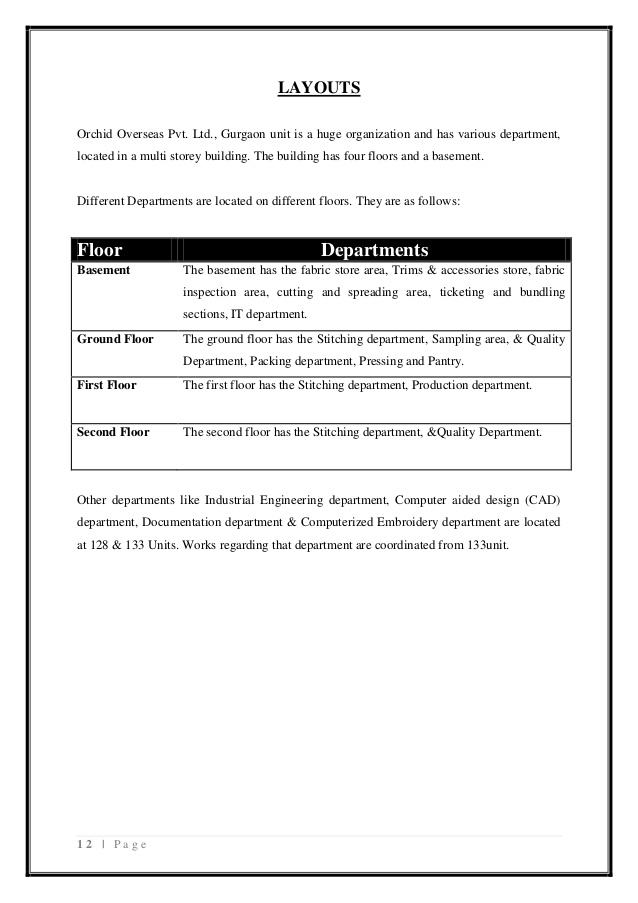 LAYOUTS
Orchid Overseas Pvt. Ltd., Gurgaon unit is a huge organization and has various department,
located in a multi storey building. The building has four floors and a basement.
Different Departments are located on different floors. They are as follows:
Floor Departments
Basement The basement has the fabric store area, Trims & accessories store, fabric
inspection area, cutting and spreading area, ticketing and bundling
sections, IT department.
Ground Floor The ground floor has the Stitching department, Sampling area, & Quality
Department, Packing department, Pressing and Pantry.
First Floor The first floor has the Stitching department, Production department.
Second Floor The second floor has the Stitching department, &Quality Department.
Other departments like Industrial Engineering department, Computer aided design (CAD)
department, Documentation department & Computerized Embroidery department are located
at 128 & 133 Units. Works regarding that department are coordinated from 133unit.
12 | Page